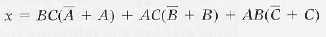 x = BC(A̅ + A) + AC(B̅ + B) + AB(C̅ + C)